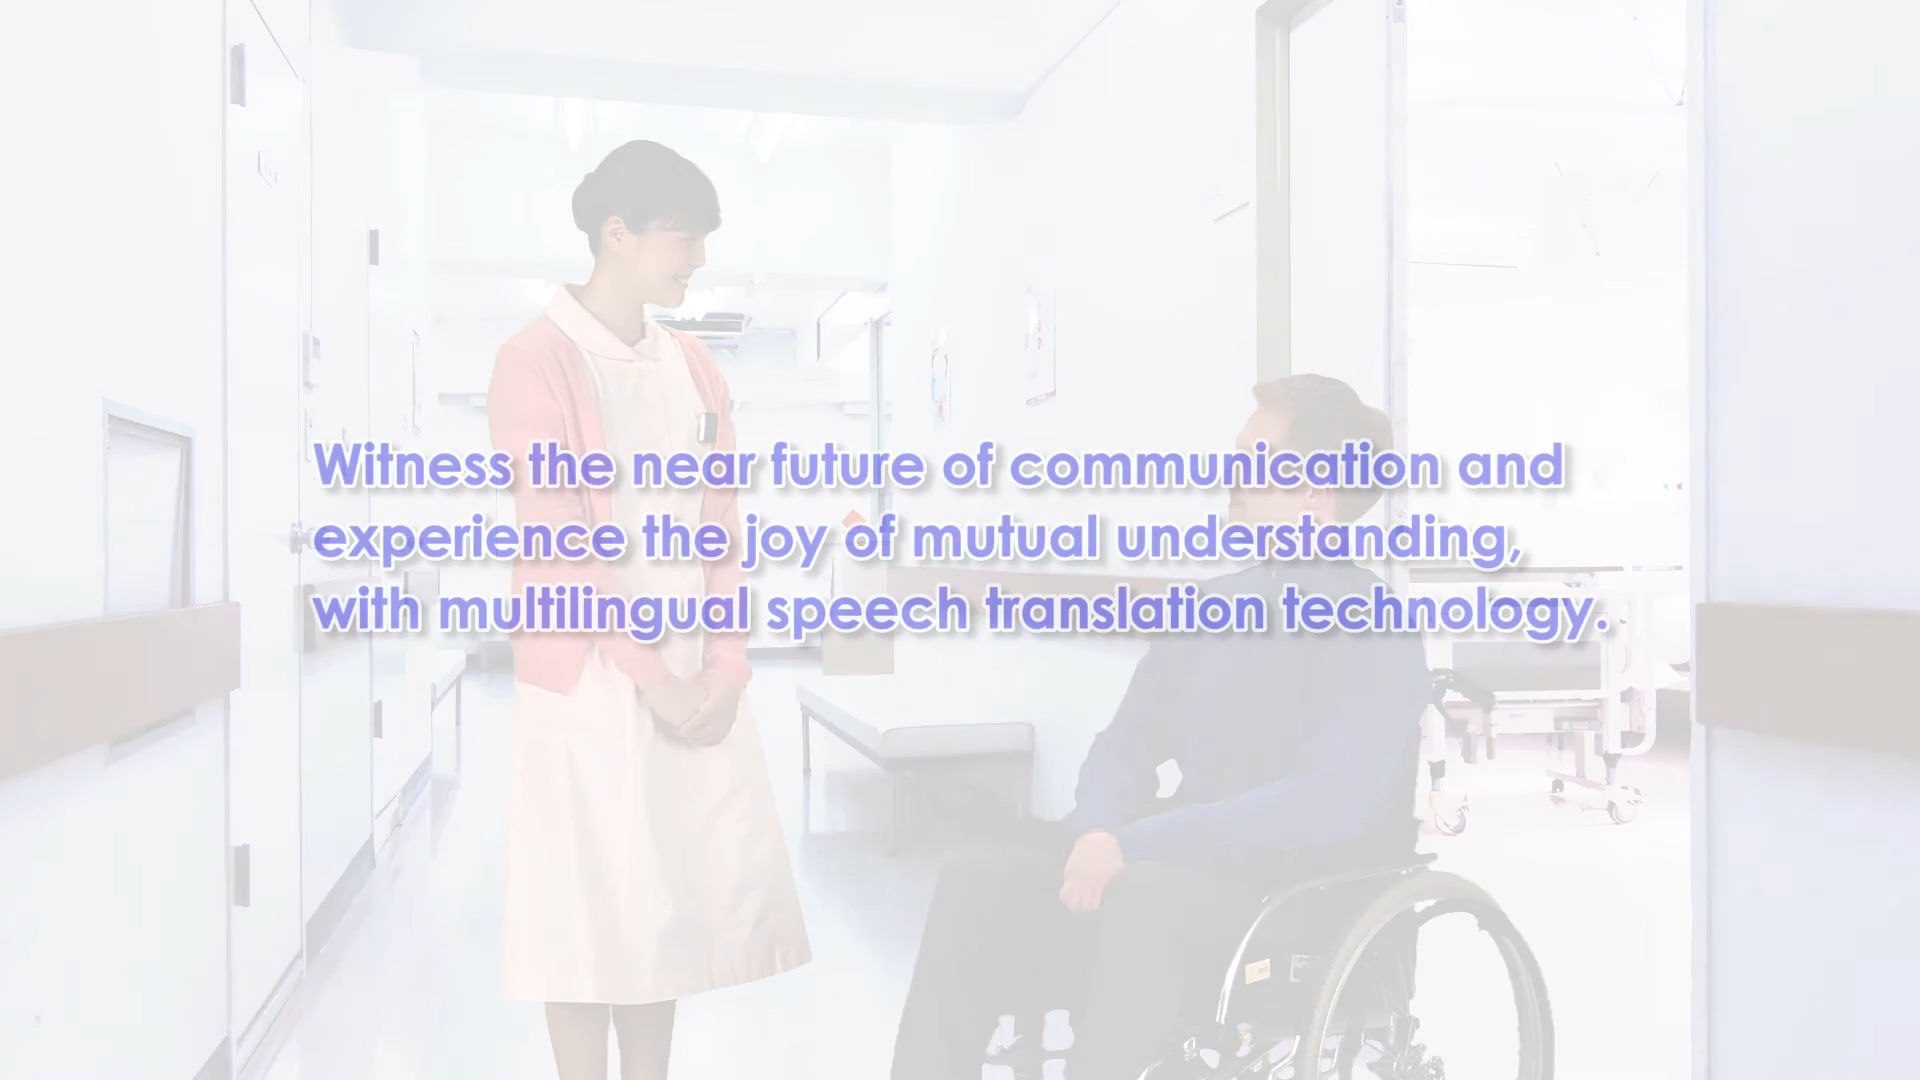 Witness the near future of communication and
experience the joy of mutual understanding,
with multilingual speech translation technology.